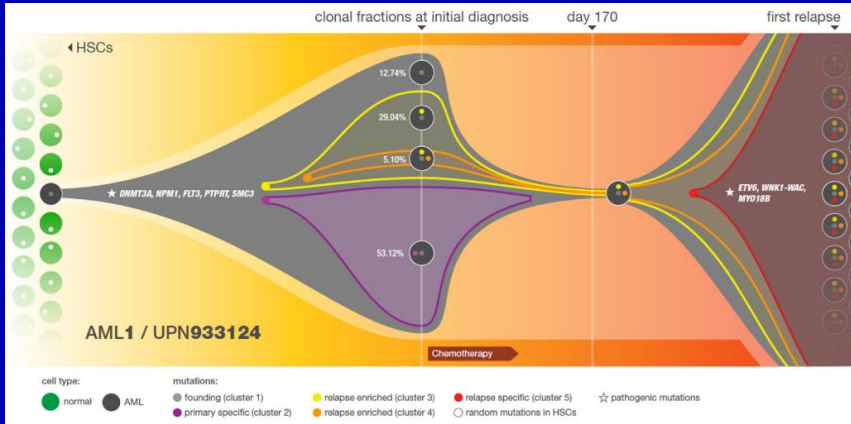 clonal fractions at initial diagnosis
day 170
first relapse
HSCs
12.74%
29.04%
5.10%
DNMT3A, NPM1, FLT3, PTPRT, SMC3
ETV6, WNK1-WAC,
MYO18B
53.12%
AML1 / UPN933124
Chemotherapy
cell type:
normal
AML
mutations:
founding (cluster 1)
primary specific (cluster 2)
relapse enriched (cluster 3)
relapse enriched (cluster 4)
relapse specific (cluster 5)
random mutations in HSCs
pathogenic mutations